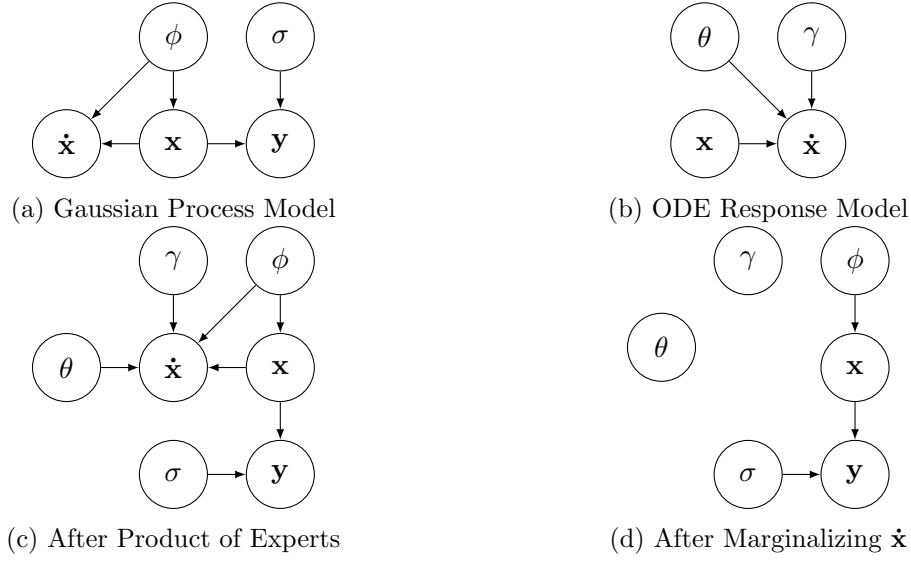 ϕ σ θ γ
ẋ x y x ẋ
(a) Gaussian Process Model (b) ODE Response Model
γ ϕ γ ϕ
θ
θ ẋ x x
σ y σ y
(c) After Product of Experts (d) After Marginalizing ẋ